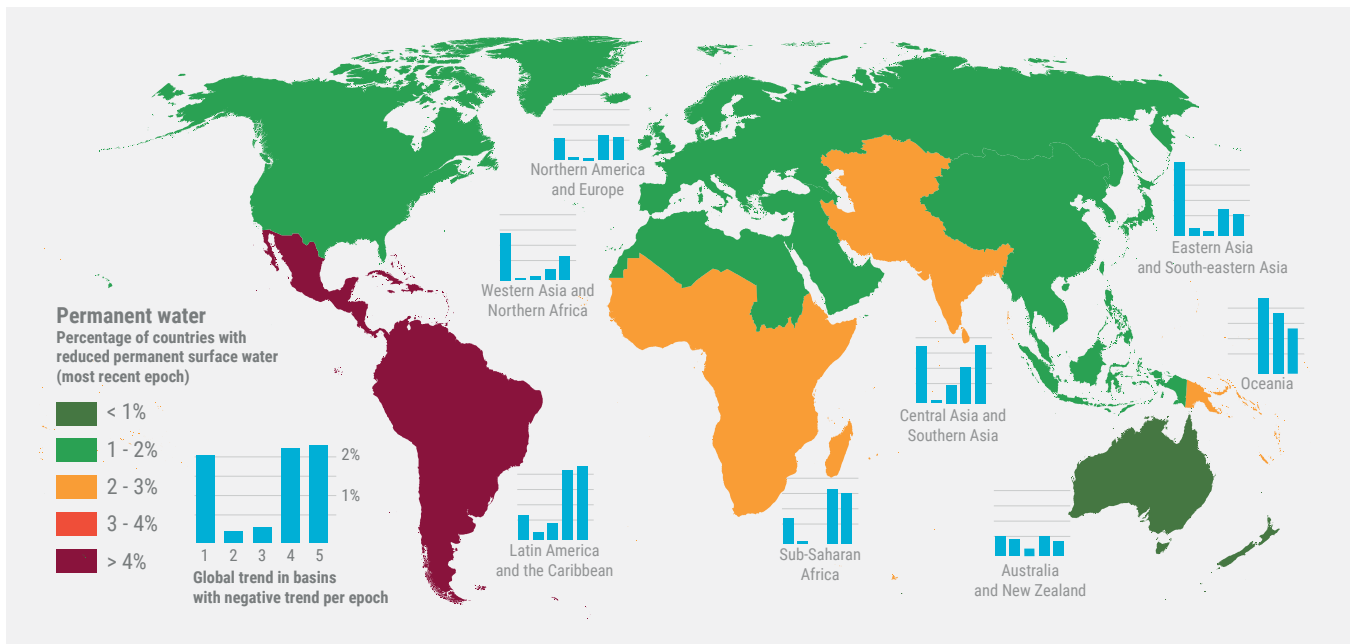 Northern America
and Europe
Western Asia and
Northern Africa
Eastern Asia
and South-eastern Asia
Oceania
Central Asia and
Southern Asia
Latin America
and the Caribbean
Sub-Saharan
Africa
Australia
and New Zealand
Permanent water
Percentage of countries with
reduced permanent surface water
(most recent epoch)
< 1%
1 - 2%
2 - 3%
3 - 4%
> 4%
2%
1%
1 2 3 4 5
Global trend in basins
with negative trend per epoch